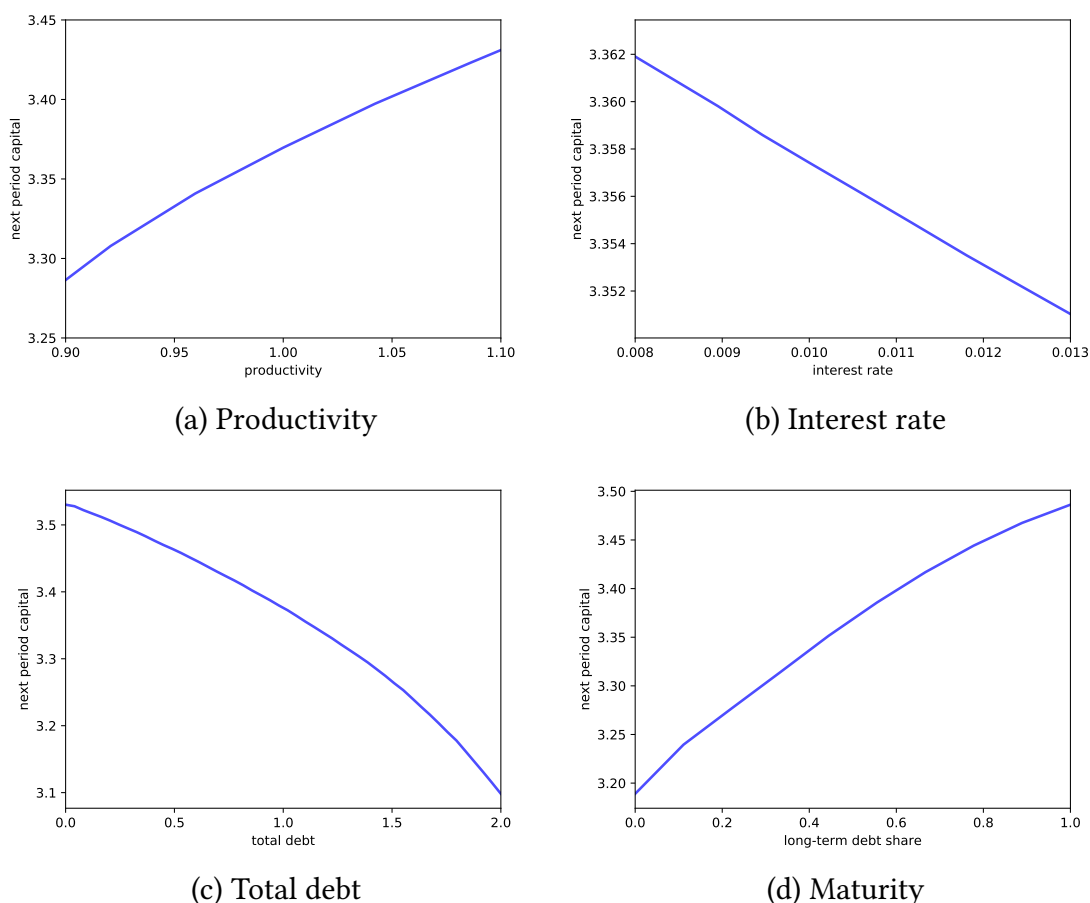 3.45
3.40
3.35
3.30
3.25
next period capital
0.90 0.95 1.00 1.05 1.10
productivity
(a) Productivity
3.362
3.360
3.358
3.356
3.354
3.352
next period capital
0.008 0.009 0.010 0.011 0.012 0.013
interest rate
(b) Interest rate
3.5
3.4
3.3
3.2
3.1
next period capital
0.0 0.5 1.0 1.5 2.0
total debt
(c) Total debt
3.50
3.45
3.40
3.35
3.30
3.25
3.20
next period capital
0.0 0.2 0.4 0.6 0.8 1.0
long-term debt share
(d) Maturity